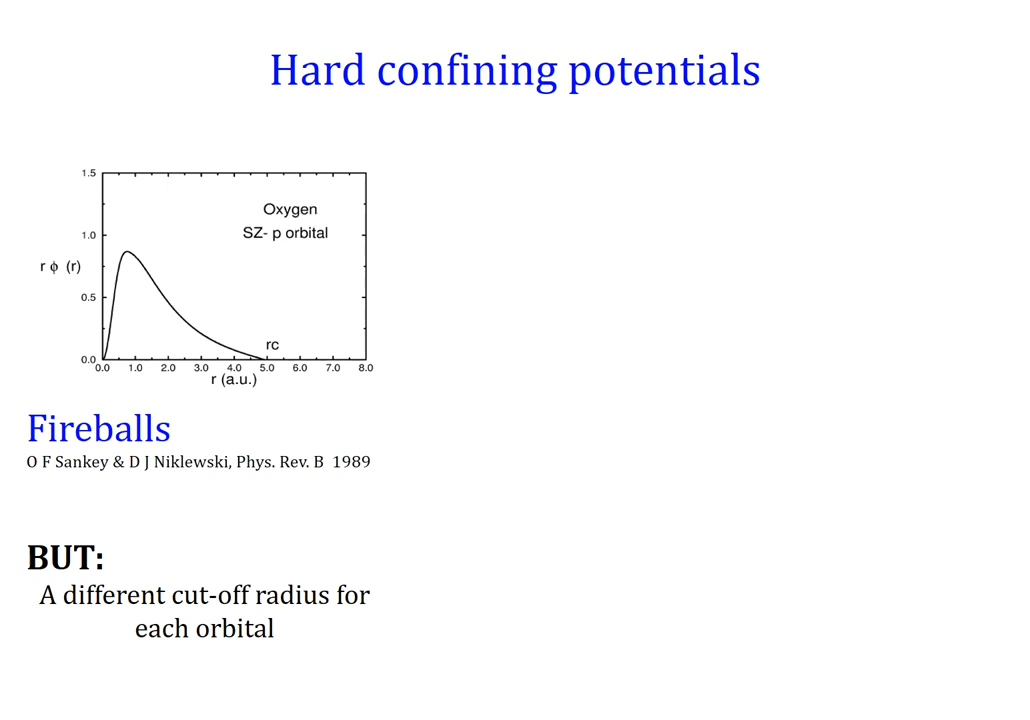 Hard confining potentials
1.5
Oxygen
SZ- p orbital
1.0
r ϕ (r)
0.5
rc
0.0
0.0 1.0 2.0 3.0 4.0 5.0 6.0 7.0 8.0
r (a.u.)
Fireballs
O F Sankey & D J Niklewski, Phys. Rev. B 1989
BUT:
A different cut-off radius for
each orbital